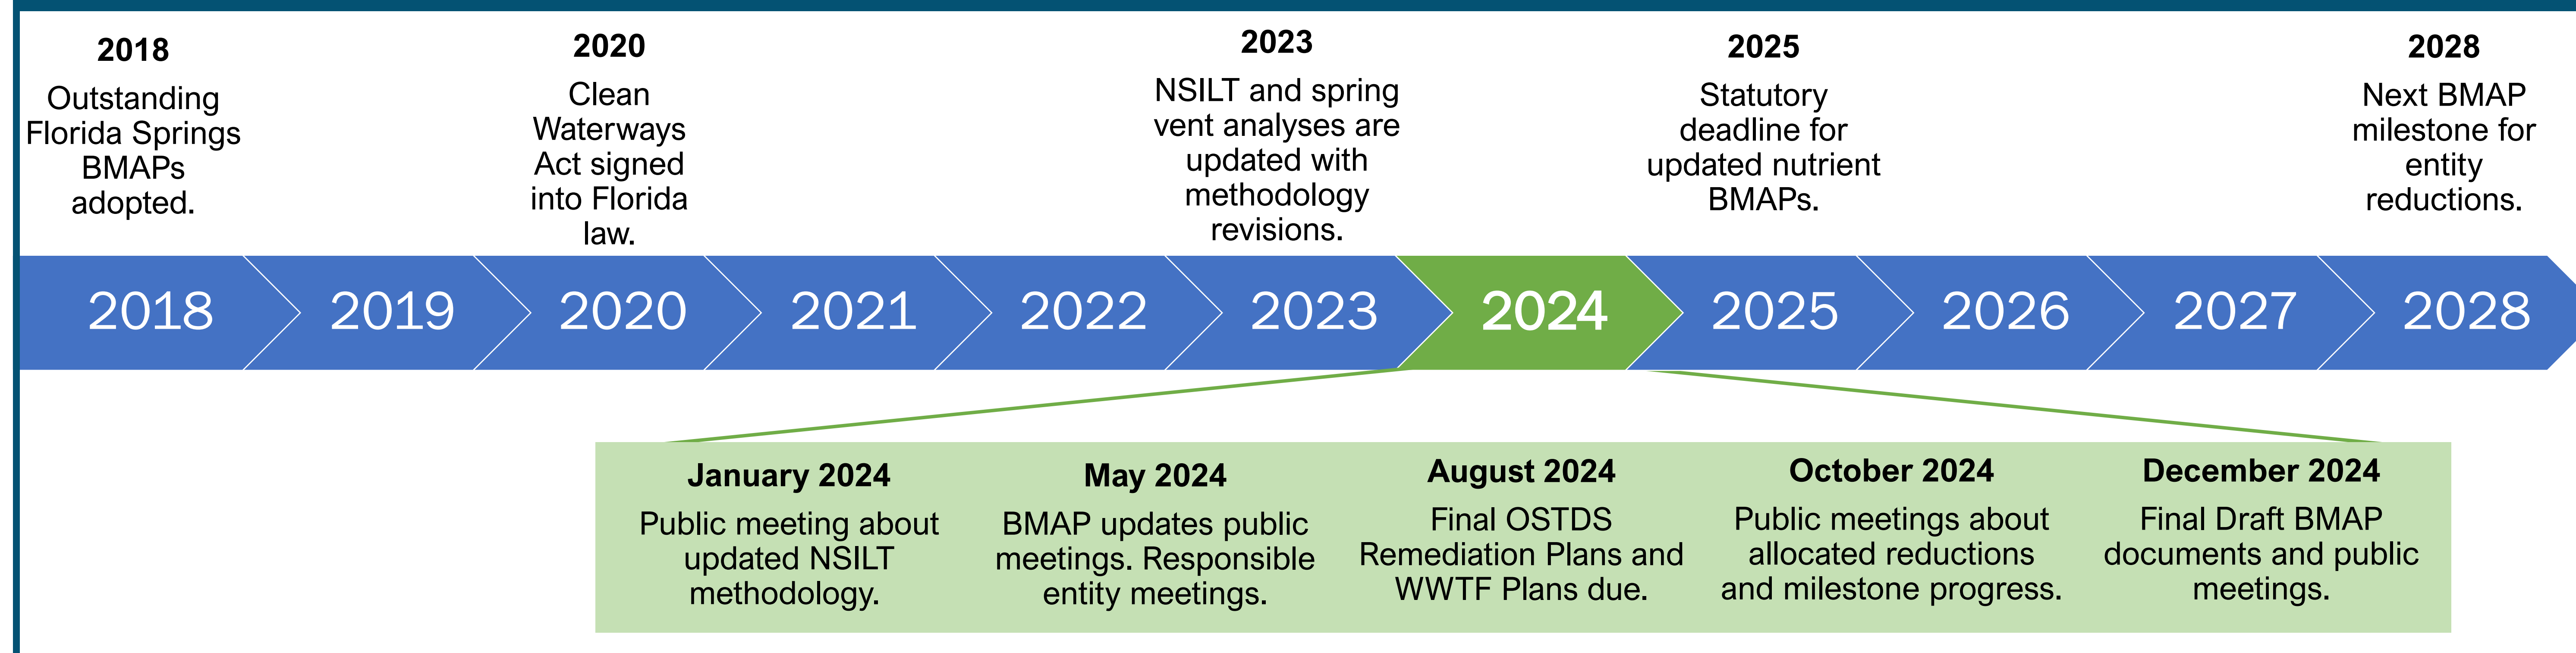 2018
Outstanding
Florida Springs
BMAPs
adopted.
2020
Clean
Waterways
Act signed
into Florida
law.
2023
NSILT and spring
vent analyses are
updated with
methodology
revisions.
2025
Statutory
deadline for
updated nutrient
BMAPs.
2028
Next BMAP
milestone for
entity
reductions.
2018
2019
2020
2021
2022
2023
2024
2025
2026
2027
2028
January 2024
Public meeting about
updated NSILT
methodology.
May 2024
BMAP updates public
meetings. Responsible
entity meetings.
August 2024
Final OSTDS
Remediation Plans and
WWTF Plans due.
October 2024
Public meetings about
allocated reductions
and milestone progress.
December 2024
Final Draft BMAP
documents and public
meetings.